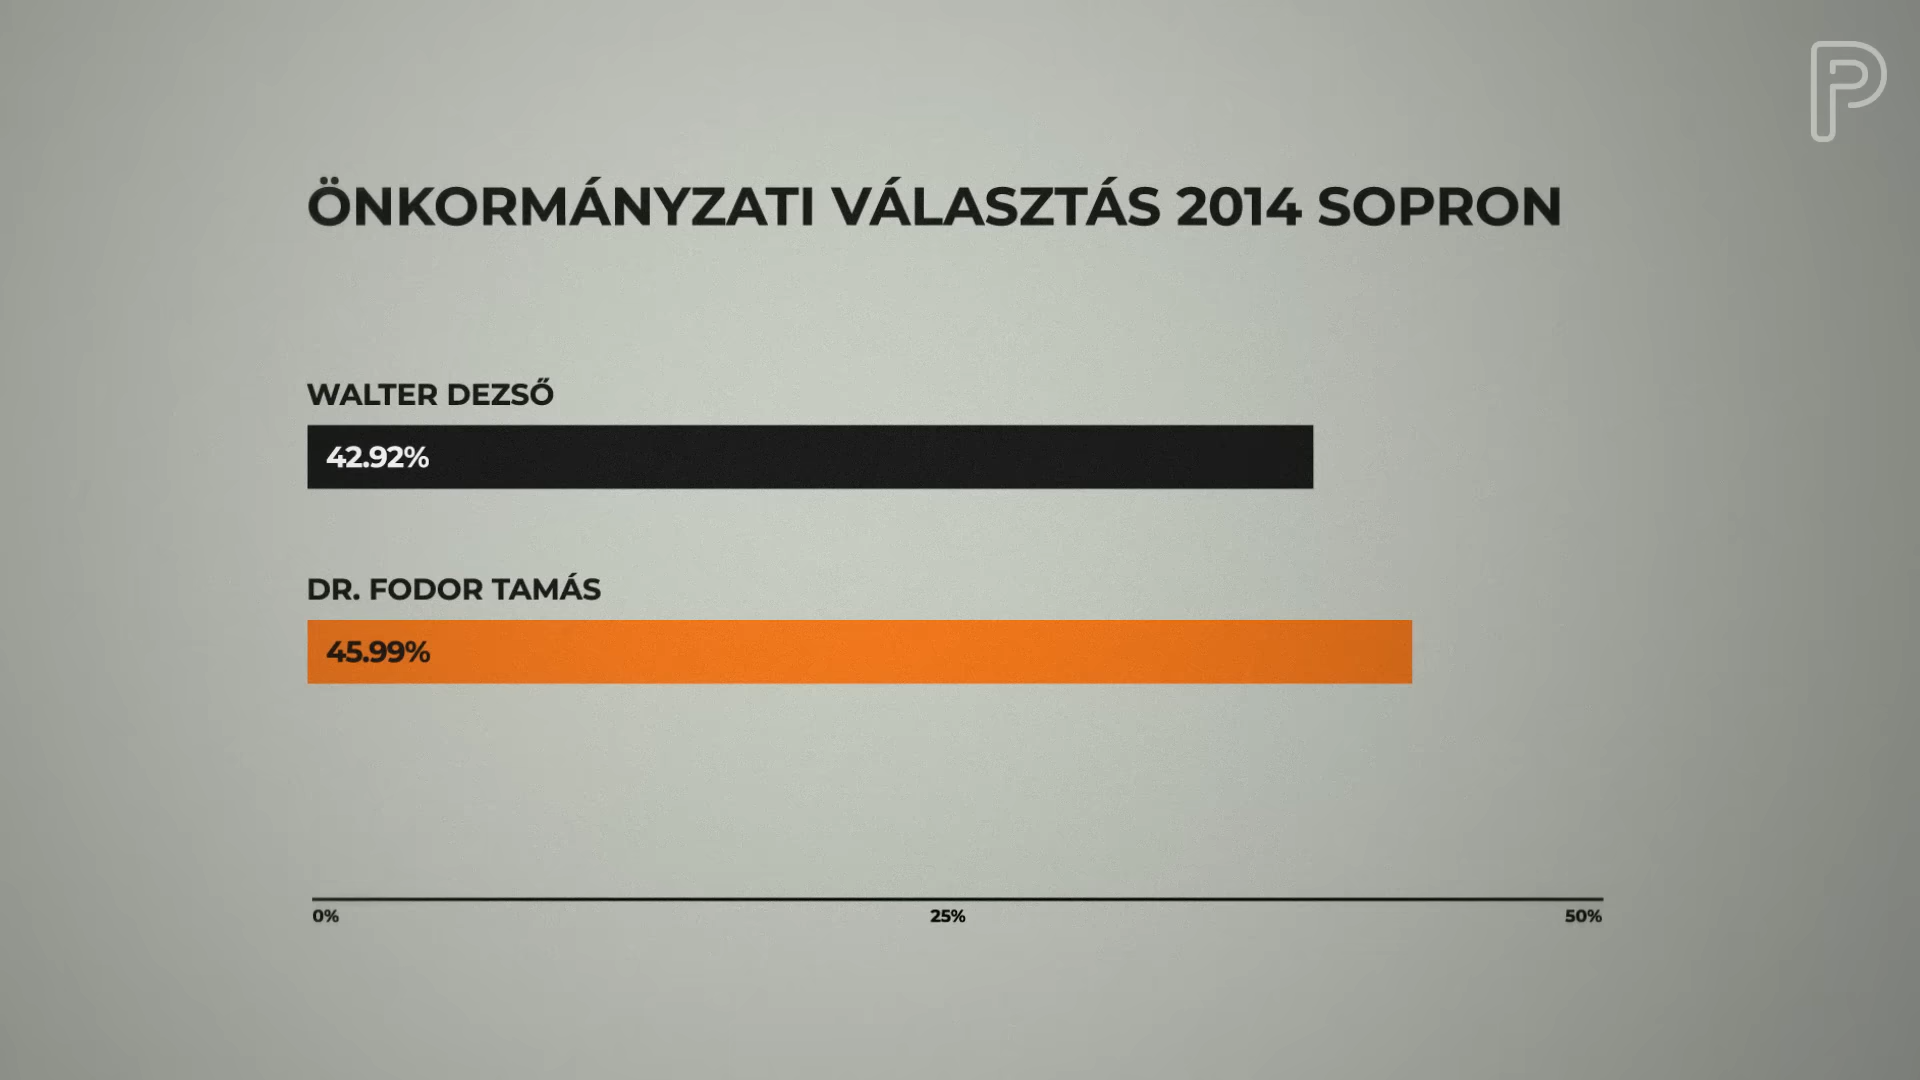 ÖNKORMÁNYZATI VÁLASZTÁS 2014 SOPRON
WALTER DEZSŐ
42.92%
DR. FODOR TAMÁS
45.99%
0% 25% 50%